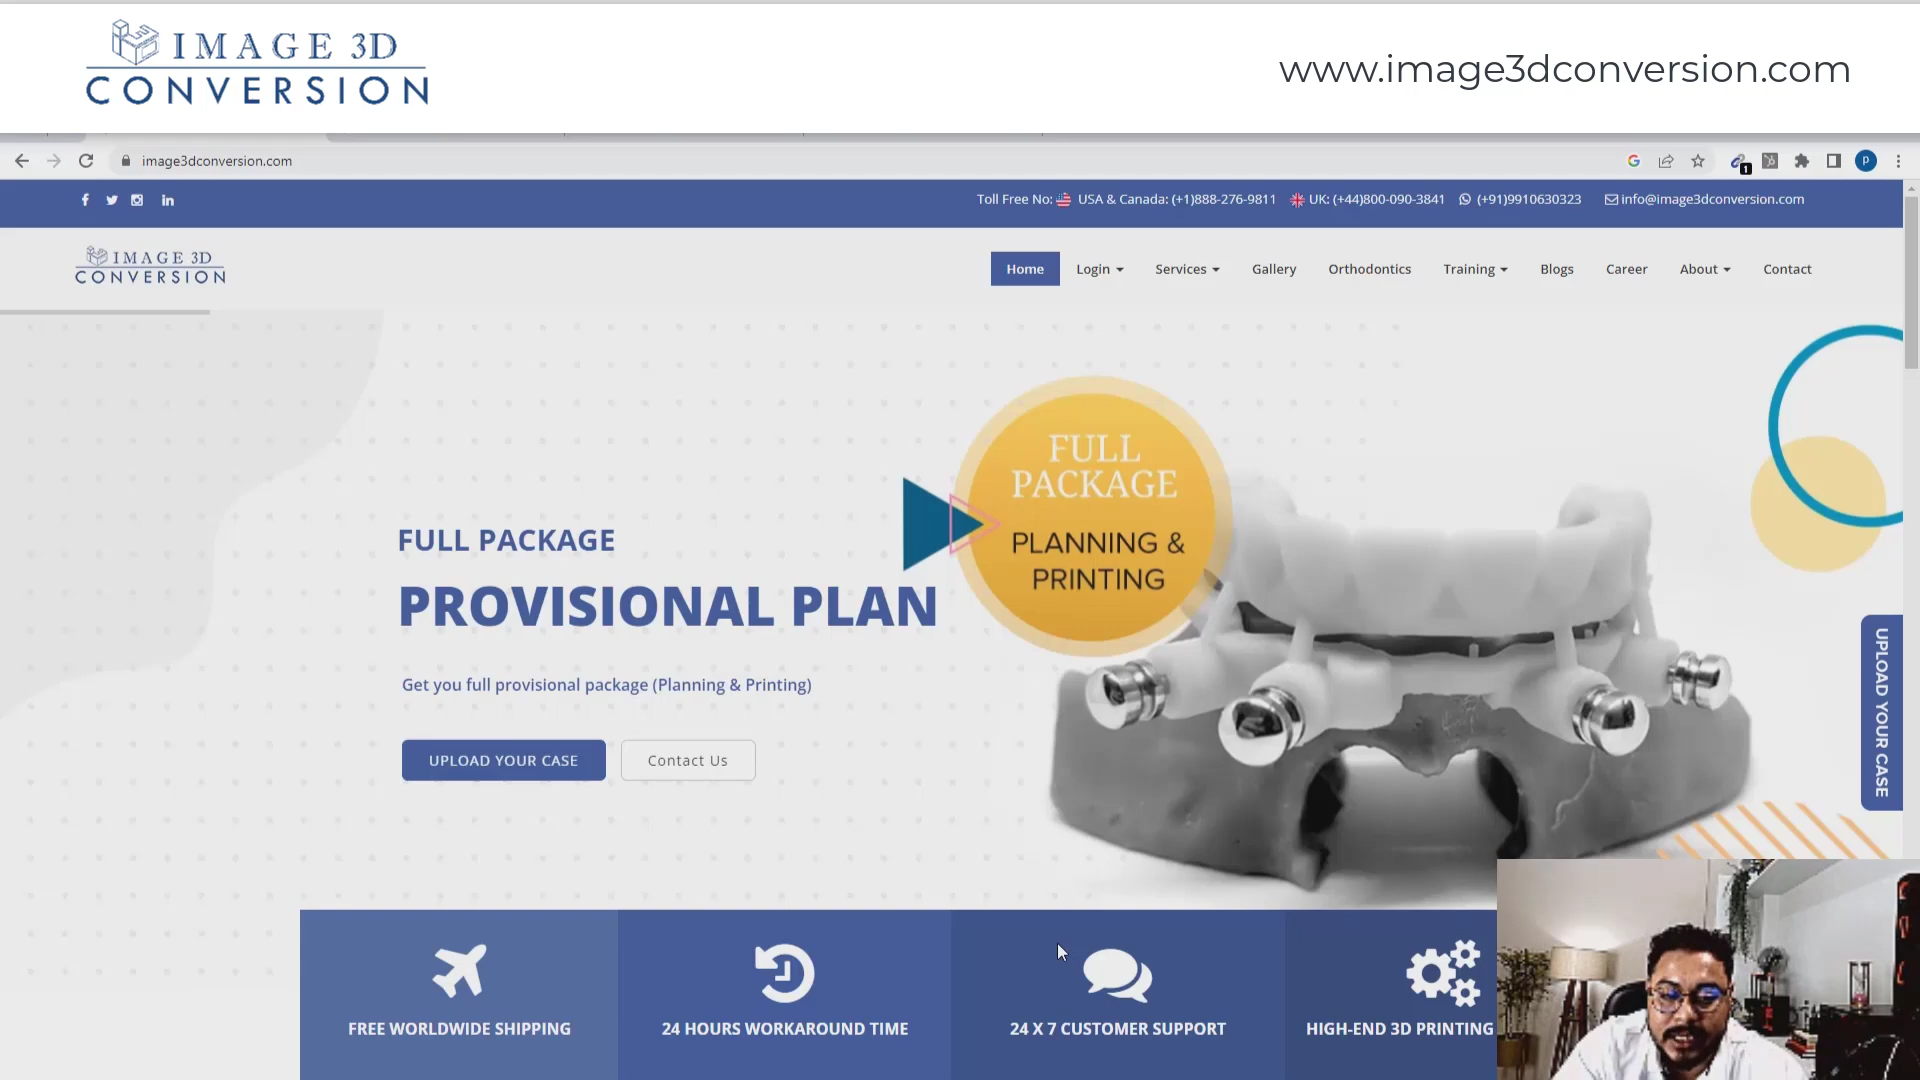 IMAGE 3D
CONVERSION
www.image3dconversion.com
image3dconversion.com
1
P
Toll Free No: USA & Canada: (+1)888-276-9811 UK: (+44)800-090-3841 (+91)9910630323 info@image3dconversion.com
IMAGE 3D
CONVERSION
Home Login Services Gallery Orthodontics Training Blogs Career About Contact
FULL
PACKAGE
PLANNING &
PRINTING
FULL PACKAGE
PROVISIONAL PLAN
Get you full provisional package (Planning & Printing)
UPLOAD YOUR CASE Contact Us
UPLOAD YOUR CASE
FREE WORLDWIDE SHIPPING 24 HOURS WORKAROUND TIME 24 X 7 CUSTOMER SUPPORT HIGH-END 3D PRINTING